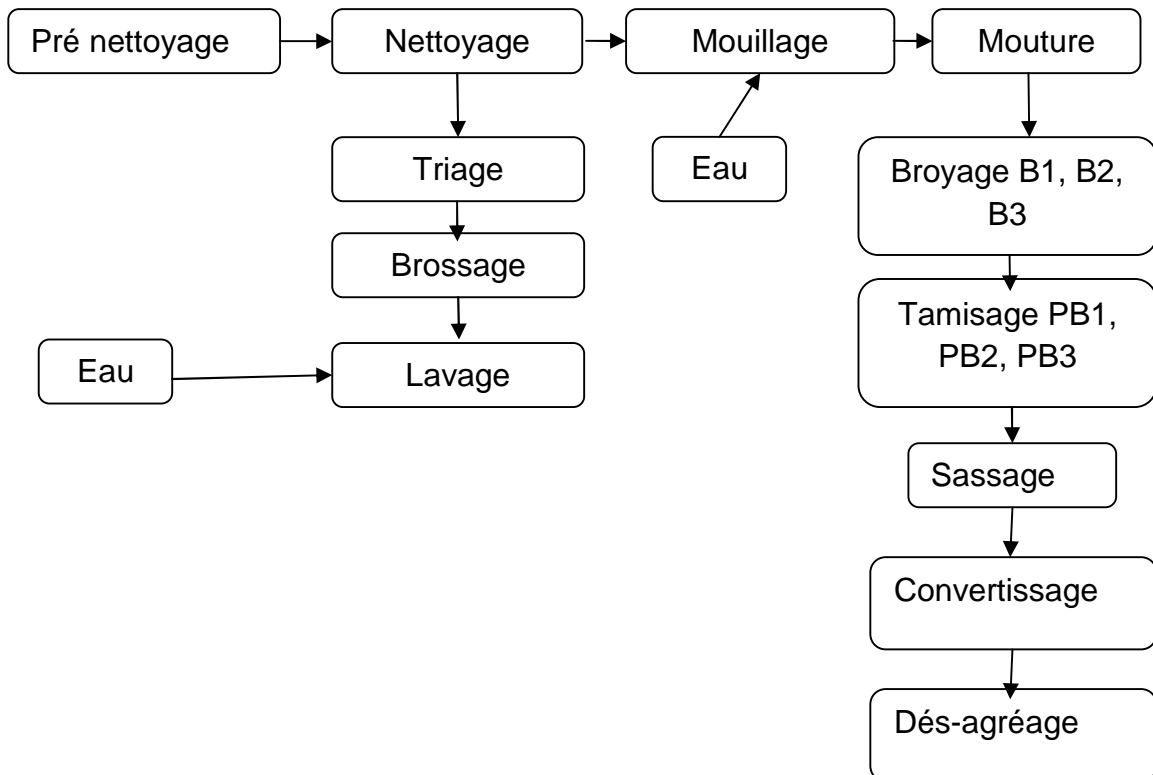 Pré nettoyage
Nettoyage
Mouillage
Mouture
Triage
Eau
Broyage B1, B2,
B3
Brossage
Tamisage PB1,
PB2, PB3
Eau
Lavage
Sassage
Convertissage
Dés-agréage